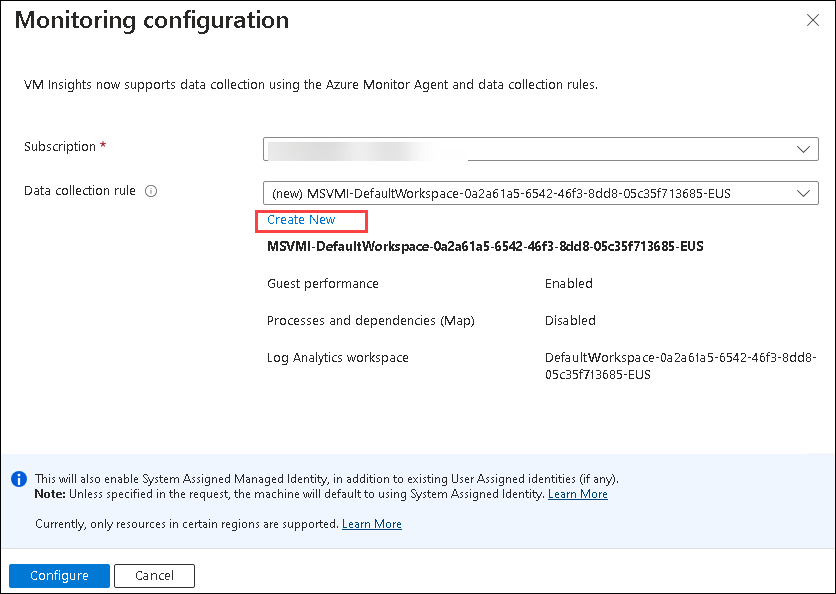 Monitoring configuration
VM Insights now supports data collection using the Azure Monitor Agent and data collection rules.
Subscription *
Data collection rule
(new) MSVMI-DefaultWorkspace-0a2a61a5-6542-46f3-8dd8-05c35f713685-EUS
Create New
MSVMI-DefaultWorkspace-0a2a61a5-6542-46f3-8dd8-05c35f713685-EUS
Guest performance Enabled
Processes and dependencies (Map) Disabled
Log Analytics workspace DefaultWorkspace-0a2a61a5-6542-46f3-8dd8-
05c35f713685-EUS
This will also enable System Assigned Managed Identity, in addition to existing User Assigned identities (if any).
Note: Unless specified in the request, the machine will default to using System Assigned Identity. Learn More
Currently, only resources in certain regions are supported. Learn More
Configure Cancel